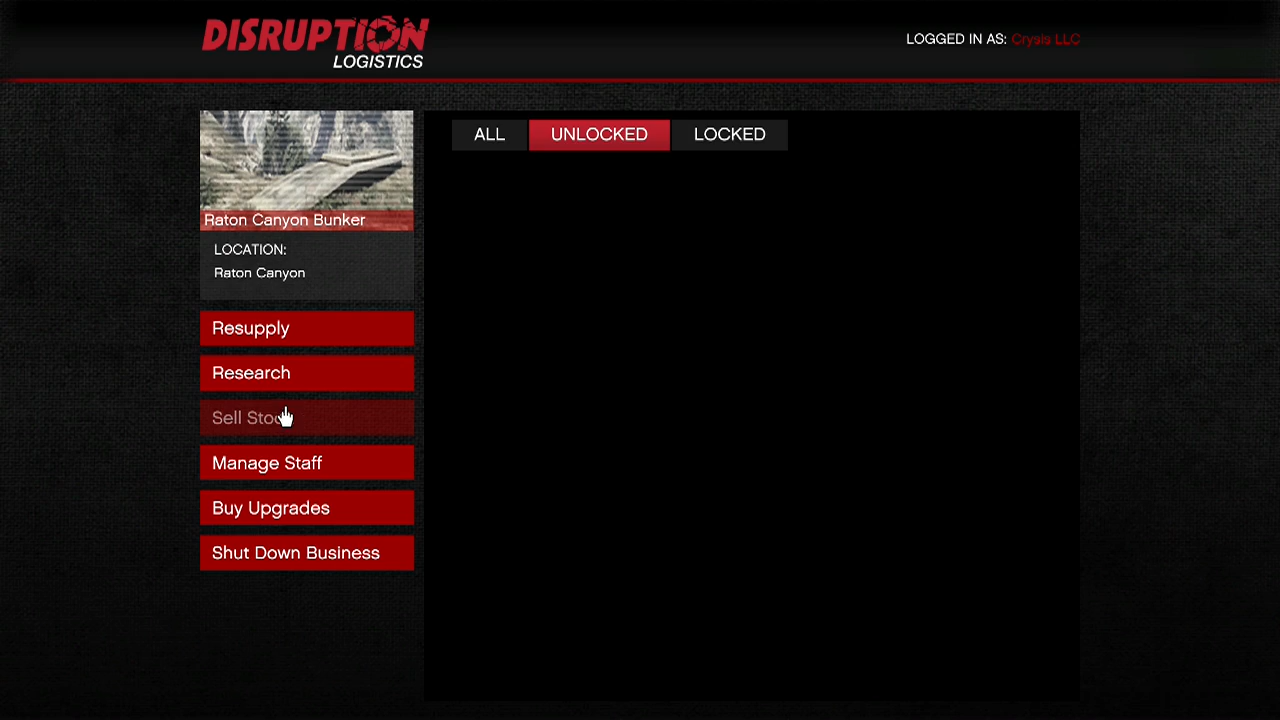 DISRUPTION
LOGISTICS
LOGGED IN AS: Crysis LLC
ALL
UNLOCKED
LOCKED
Raton Canyon Bunker
LOCATION:
Raton Canyon
Resupply
Research
Sell
Manage Staff
Buy Upgrades
Shut Down Business